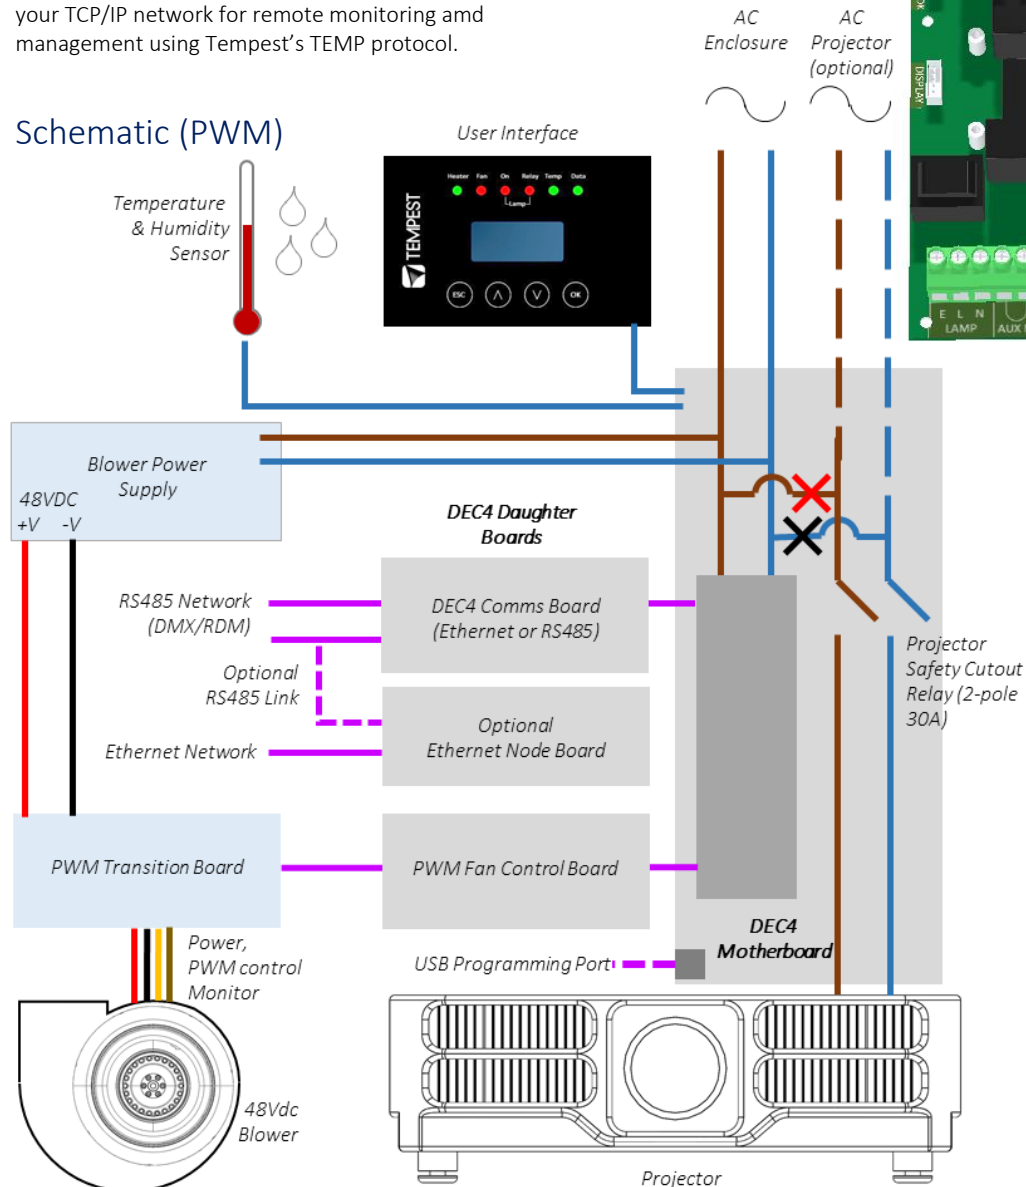 your TCP/IP network for remote monitoring amd
management using Tempest's TEMP protocol.
AC
Enclosure
AC
Projector
(optional)
OK
DISPLAY
Schematic (PWM)
User Interface
Temperature
& Humidity
Sensor
Heater Fan On Relay Temp Data
Lamp
TEMPEST
ESC
OK
E L N
LAMP
AUX
Blower Power
Supply
48VDC
+V -V
DEC4 Daughter
Boards
RS485 Network
(DMX/RDM)
DEC4 Comms Board
(Ethernet or RS485)
Optional
RS485 Link
Projector
Safety Cutout
Relay (2-pole
30A)
Optional
Ethernet Node Board
Ethernet Network
PWM Transition Board
PWM Fan Control Board
DEC4
Motherboard
Power,
PWM control
Monitor
USB Programming Port
48Vdc
Blower
Projector